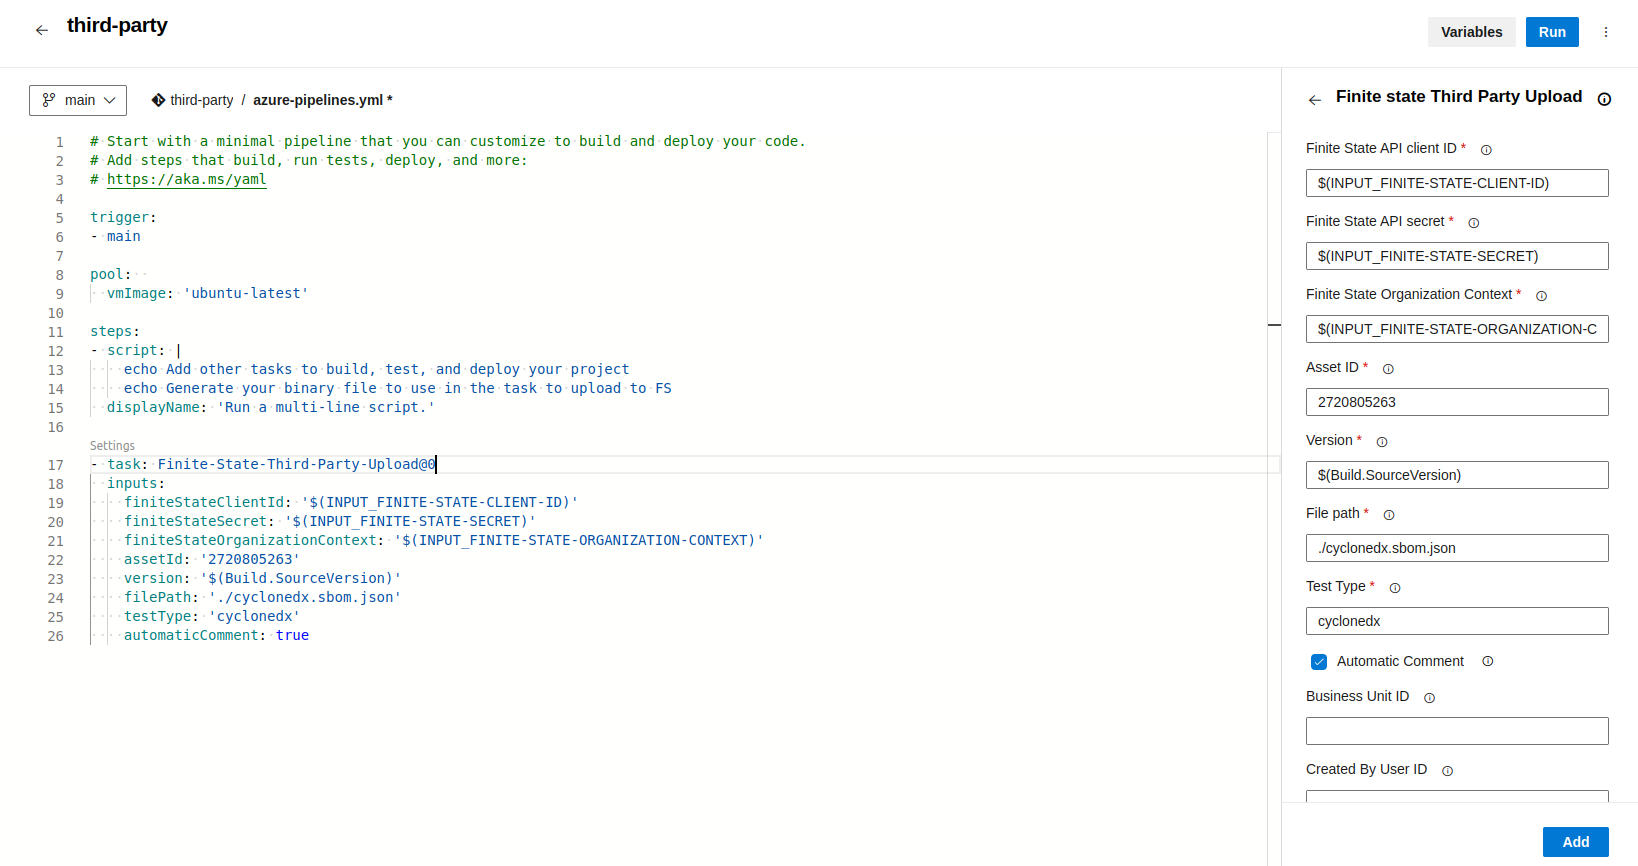 third-party
Variables
Run
main
third-party / azure-pipelines.yml *
1 # Start with a minimal pipeline that you can customize to build and deploy your code.
2 # Add steps that build, run tests, deploy, and more:
3 # https://aka.ms/yaml
4
5 trigger:
6 - main
7
8 pool:
9 vmImage: 'ubuntu-latest'
10
11 steps:
12 - script: |
13 echo Add other tasks to build, test, and deploy your project
14 echo Generate your binary file to use in the task to upload to FS
15 displayName: 'Run a multi-line script.'
16
Settings
17 - task: Finite-State-Third-Party-Upload@0
18 inputs:
19 finiteStateClientId: '$(INPUT_FINITE-STATE-CLIENT-ID)'
20 finiteStateSecret: '$(INPUT_FINITE-STATE-SECRET)'
21 finiteStateOrganizationContext: '$(INPUT_FINITE-STATE-ORGANIZATION-CONTEXT)'
22 assetId: '2720805263'
23 version: '$(Build.SourceVersion)'
24 filePath: './cyclonedx.sbom.json'
25 testType: 'cyclonedx'
26 automaticComment: true
Finite state Third Party Upload
Finite State API client ID *
$(INPUT_FINITE-STATE-CLIENT-ID)
Finite State API secret *
$(INPUT_FINITE-STATE-SECRET)
Finite State Organization Context *
$(INPUT_FINITE-STATE-ORGANIZATION-C
Asset ID *
2720805263
Version *
$(Build.SourceVersion)
File path *
./cyclonedx.sbom.json
Test Type *
cyclonedx
Automatic Comment
Business Unit ID
Created By User ID
Add